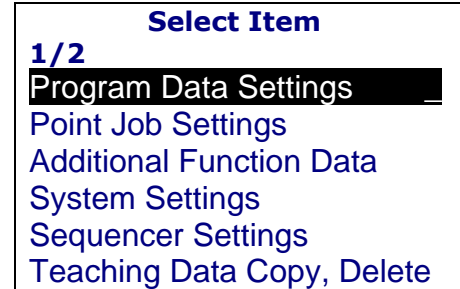 Select Item
1/2
Program Data Settings _
Point Job Settings
Additional Function Data
System Settings
Sequencer Settings
Teaching Data Copy, Delete